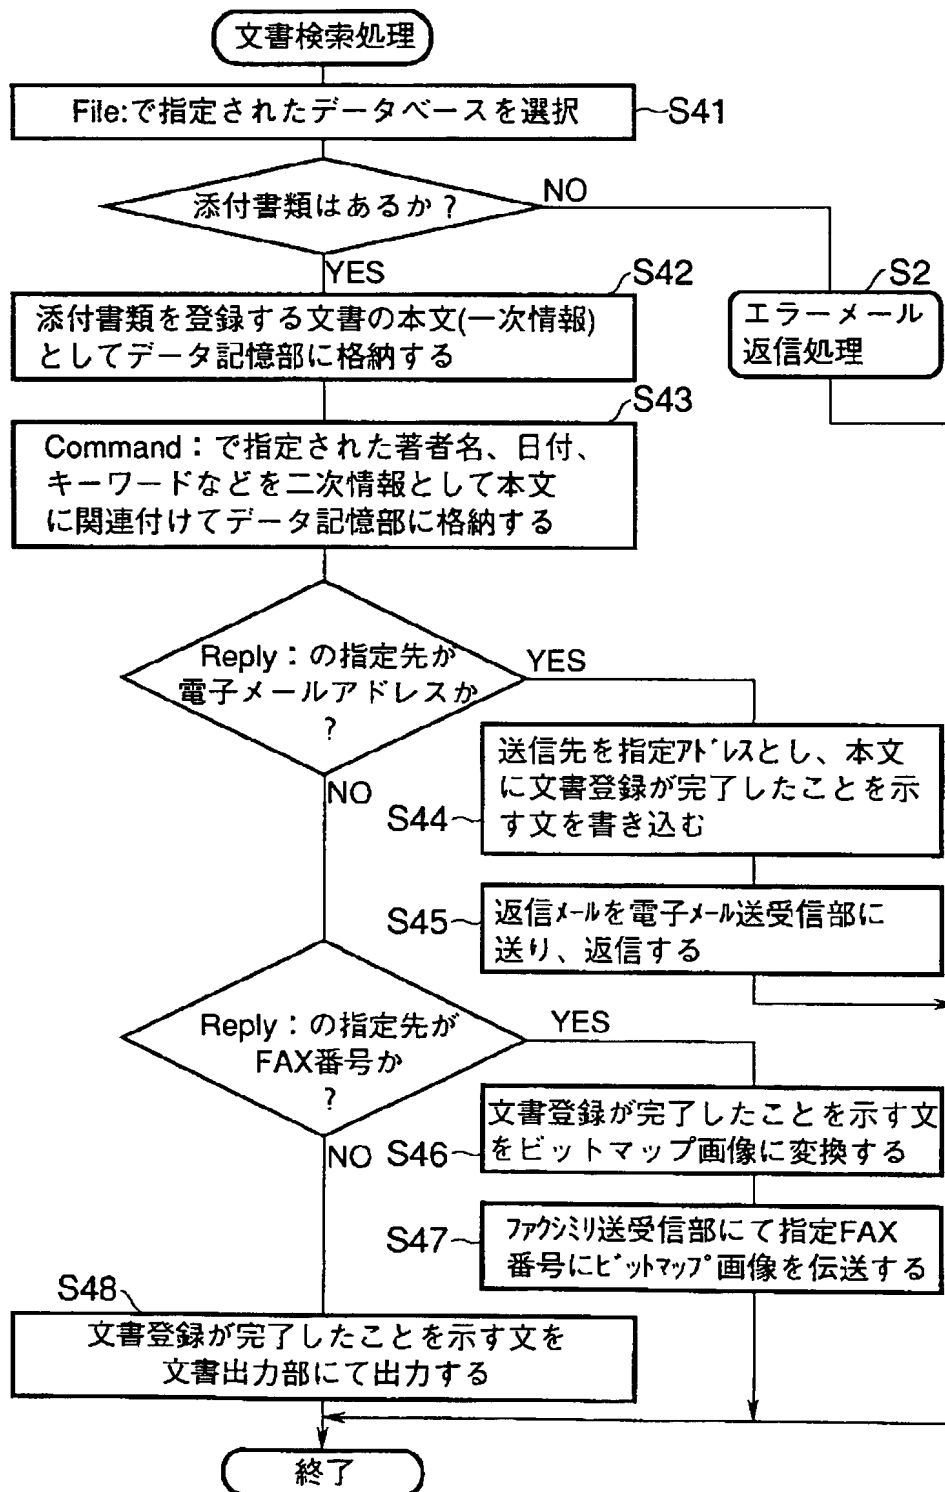 文書検索処理
File:で指定されたデータベースを選択
S41
添付書類はあるか？
NO
YES
S42
添付書類を登録する文書の本文(一次情報)
としてデータ記憶部に格納する
S2
エラーメール
返信処理
S43
Command：で指定された著者名、日付、
キーワードなどを二次情報として本文
に関連付けてデータ記憶部に格納する
Reply：の指定先が
電子メールアドレスか
？
YES
NO
S44
送信先を指定ｱﾄﾞﾚｽとし、本文
に文書登録が完了したことを示
す文を書き込む
S45
返信ﾒｰﾙを電子ﾒｰﾙ送受信部に
送り、返信する
Reply：の指定先が
FAX番号か
？
YES
NO
S46
文書登録が完了したことを示す文
をビットマップ画像に変換する
S47
ﾌｧｸｼﾐﾘ送受信部にて指定FAX
番号にﾋﾞｯﾄﾏｯﾌﾟ画像を伝送する
S48
文書登録が完了したことを示す文を
文書出力部にて出力する
終了